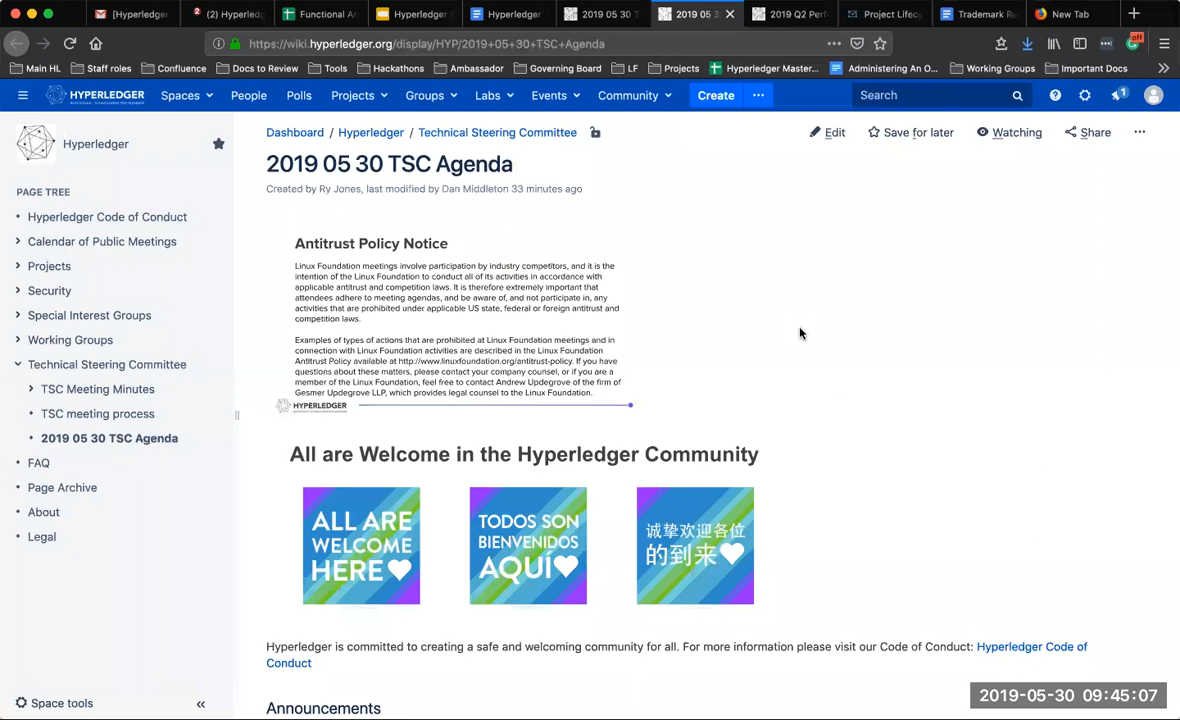 [Hyperledger
(2) Hyperledg
Functional An
Hyperledger
Hyperledger
2019 05 30 T
2019 05 3
2019 Q2 Perf
Project Lifecy
Trademark R
New Tab
https://wiki.hyperledger.org/display/HYP/2019+05+30+TSC+Agenda
off
Main HL
Staff roles
Confluence
Docs to Review
Tools
Hackathons
Ambassador
Governing Board
LF
Projects
Hyperledger Master...
Administering An O...
Working Groups
Important Docs
HYPERLEDGER
Spaces
People
Polls
Projects
Groups
Labs
Events
Community
Create
Search
1
Hyperledger
PAGE TREE
Hyperledger Code of Conduct
Calendar of Public Meetings
Projects
Security
Special Interest Groups
Working Groups
Technical Steering Committee
TSC Meeting Minutes
TSC meeting process
2019 05 30 TSC Agenda
FAQ
Page Archive
About
Legal
Space tools
Dashboard / Hyperledger / Technical Steering Committee
Edit
Save for later
Watching
Share
2019 05 30 TSC Agenda
Created by Ry Jones, last modified by Dan Middleton 33 minutes ago
Antitrust Policy Notice
Linux Foundation meetings involve participation by industry competitors, and it is the
intention of the Linux Foundation to conduct all of its activities in accordance with
applicable antitrust and competition laws. It is therefore extremely important that
attendees adhere to meeting agendas, and be aware of, and not participate in, any
activities that are prohibited under applicable US state, federal or foreign antitrust and
competition laws.
Examples of types of actions that are prohibited at Linux Foundation meetings and in
connection with Linux Foundation activities are described in the Linux Foundation
Antitrust Policy available at http://www.linuxfoundation.org/antitrust-policy. If you have
questions about these matters, please contact your company counsel, or if you are a
member of the Linux Foundation, feel free to contact Andrew Updegrove of the firm of
Gesmer Updegrove LLP, which provides legal counsel to the Linux Foundation.
HYPERLEDGER
All are Welcome in the Hyperledger Community
ALL ARE
WELCOME
HERE
TODOS SON
BIENVENIDOS
AQUÍ
诚挚欢迎各位
的到来
Hyperledger is committed to creating a safe and welcoming community for all. For more information please visit our Code of Conduct: Hyperledger Code of
Conduct
Announcements
2019-05-30 09:45:07